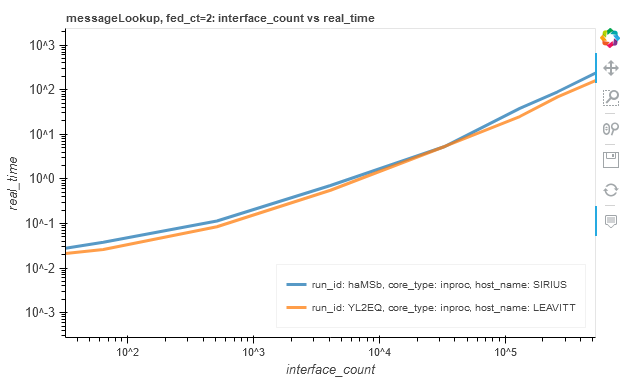 messageLookup, fed_ct=2: interface_count vs real_time
10^3
10^2
10^1
10^0
10^-1
10^-2
10^-3
real_time
run_id: haMSb, core_type: inproc, host_name: SIRIUS
run_id: YL2EQ, core_type: inproc, host_name: LEAVITT
10^2 10^3 10^4 10^5
interface_count